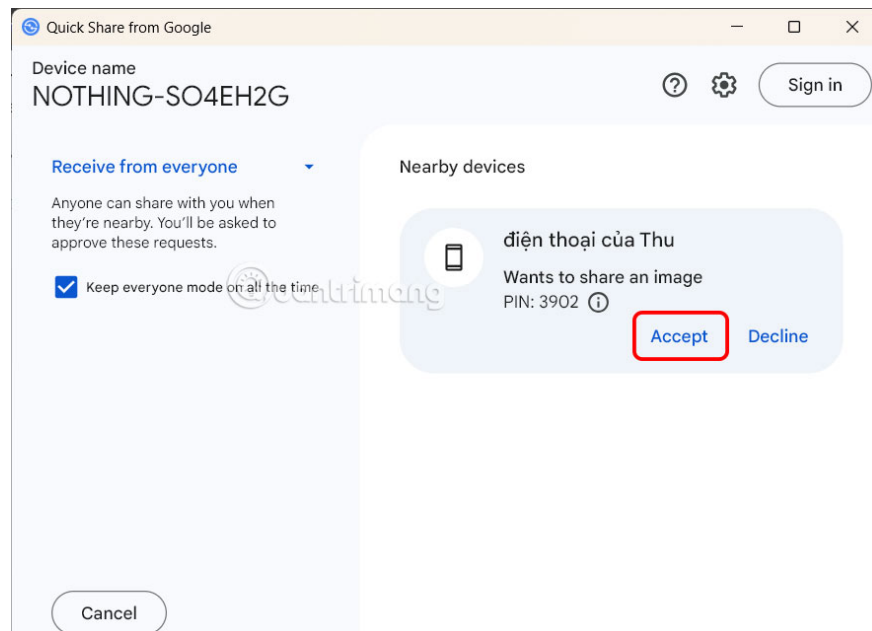 Quick Share from Google
Device name
NOTHING-SO4EH2G
Sign in
Receive from everyone
Anyone can share with you when
they're nearby. You'll be asked to
approve these requests.
Keep everyone mode on all the time
Nearby devices
điện thoại của Thu
Wants to share an image
PIN: 3902
Accept
Decline
Cancel
quantrimang